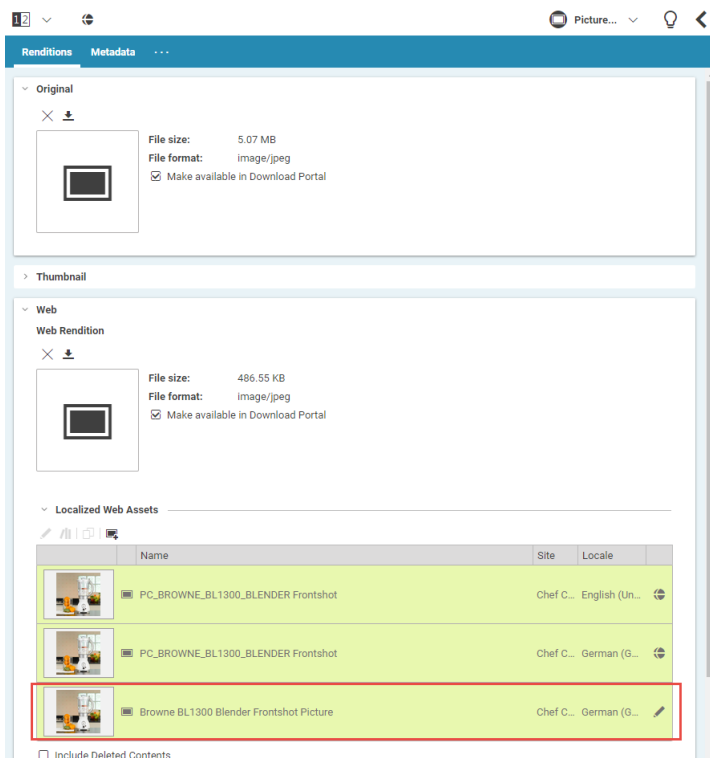 12
Picture...
Renditions Metadata ...
Original
File size: 5.07 MB
File format: image/jpeg
Make available in Download Portal
Thumbnail
Web
Web Rendition
File size: 486.55 KB
File format: image/jpeg
Make available in Download Portal
Localized Web Assets
Name Site Locale
PC_BROWNE_BL1300_BLENDER Frontshot Chef C... English (Un...
PC_BROWNE_BL1300_BLENDER Frontshot Chef C... German (G...
Browne BL1300 Blender Frontshot Picture Chef C... German (G...
Include Deleted Contents